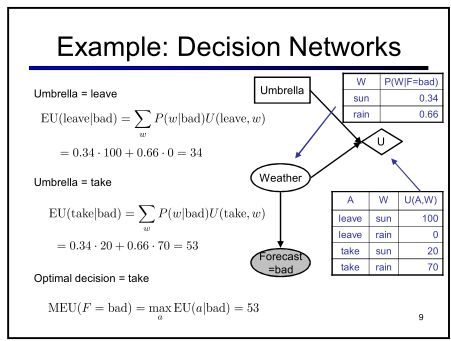 Example: Decision Networks
Umbrella = leave
EU(leave|bad) = ∑_w P(w|bad)U(leave, w)
= 0.34 · 100 + 0.66 · 0 = 34
Umbrella = take
EU(take|bad) = ∑_w P(w|bad)U(take, w)
= 0.34 · 20 + 0.66 · 70 = 53
Optimal decision = take
MEU(F = bad) = max_a EU(a|bad) = 53
Umbrella
W P(W|F=bad)
sun 0.34
rain 0.66
U
Weather
A W U(A,W)
leave sun 100
leave rain 0
take sun 20
take rain 70
Forecast
=bad
9